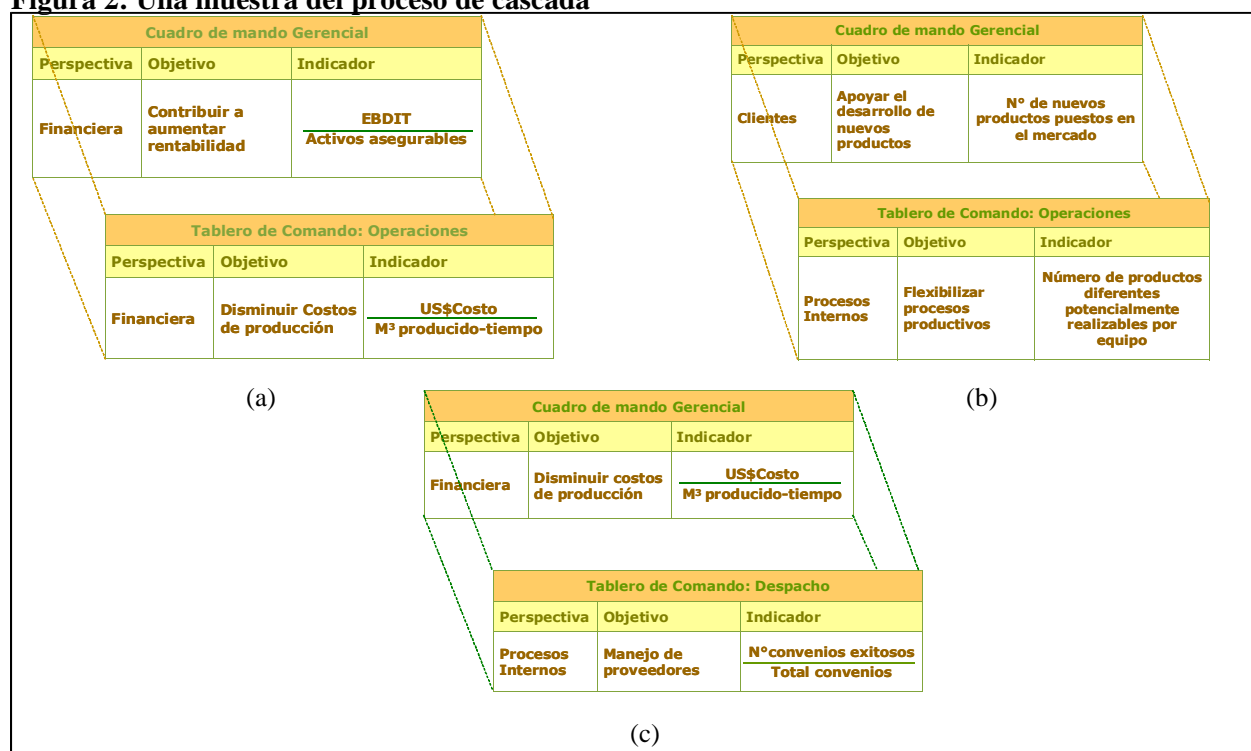 Figura 2: Una muestra del proceso de cascada
Cuadro de mando Gerencial
Perspectiva Objetivo Indicador
Financiera
Contribuir a
aumentar
rentabilidad
EBDIT
Activos asegurables
Tablero de Comando: Operaciones
Perspectiva Objetivo Indicador
Financiera
Disminuir Costos
de producción
US$Costo
M³ producido-tiempo
(a)
Cuadro de mando Gerencial
Perspectiva Objetivo Indicador
Clientes
Apoyar el
desarrollo de
nuevos
productos
N° de nuevos
productos puestos en
el mercado
Tablero de Comando: Operaciones
Perspectiva Objetivo Indicador
Procesos
Internos
Flexibilizar
procesos
productivos
Número de productos
diferentes
potencialmente
realizables por
equipo
(b)
Cuadro de mando Gerencial
Perspectiva Objetivo Indicador
Financiera
Disminuir costos
de producción
US$Costo
M³ producido-tiempo
Tablero de Comando: Despacho
Perspectiva Objetivo Indicador
Procesos
Internos
Manejo de
proveedores
N°convenios exitosos
Total convenios
(c)